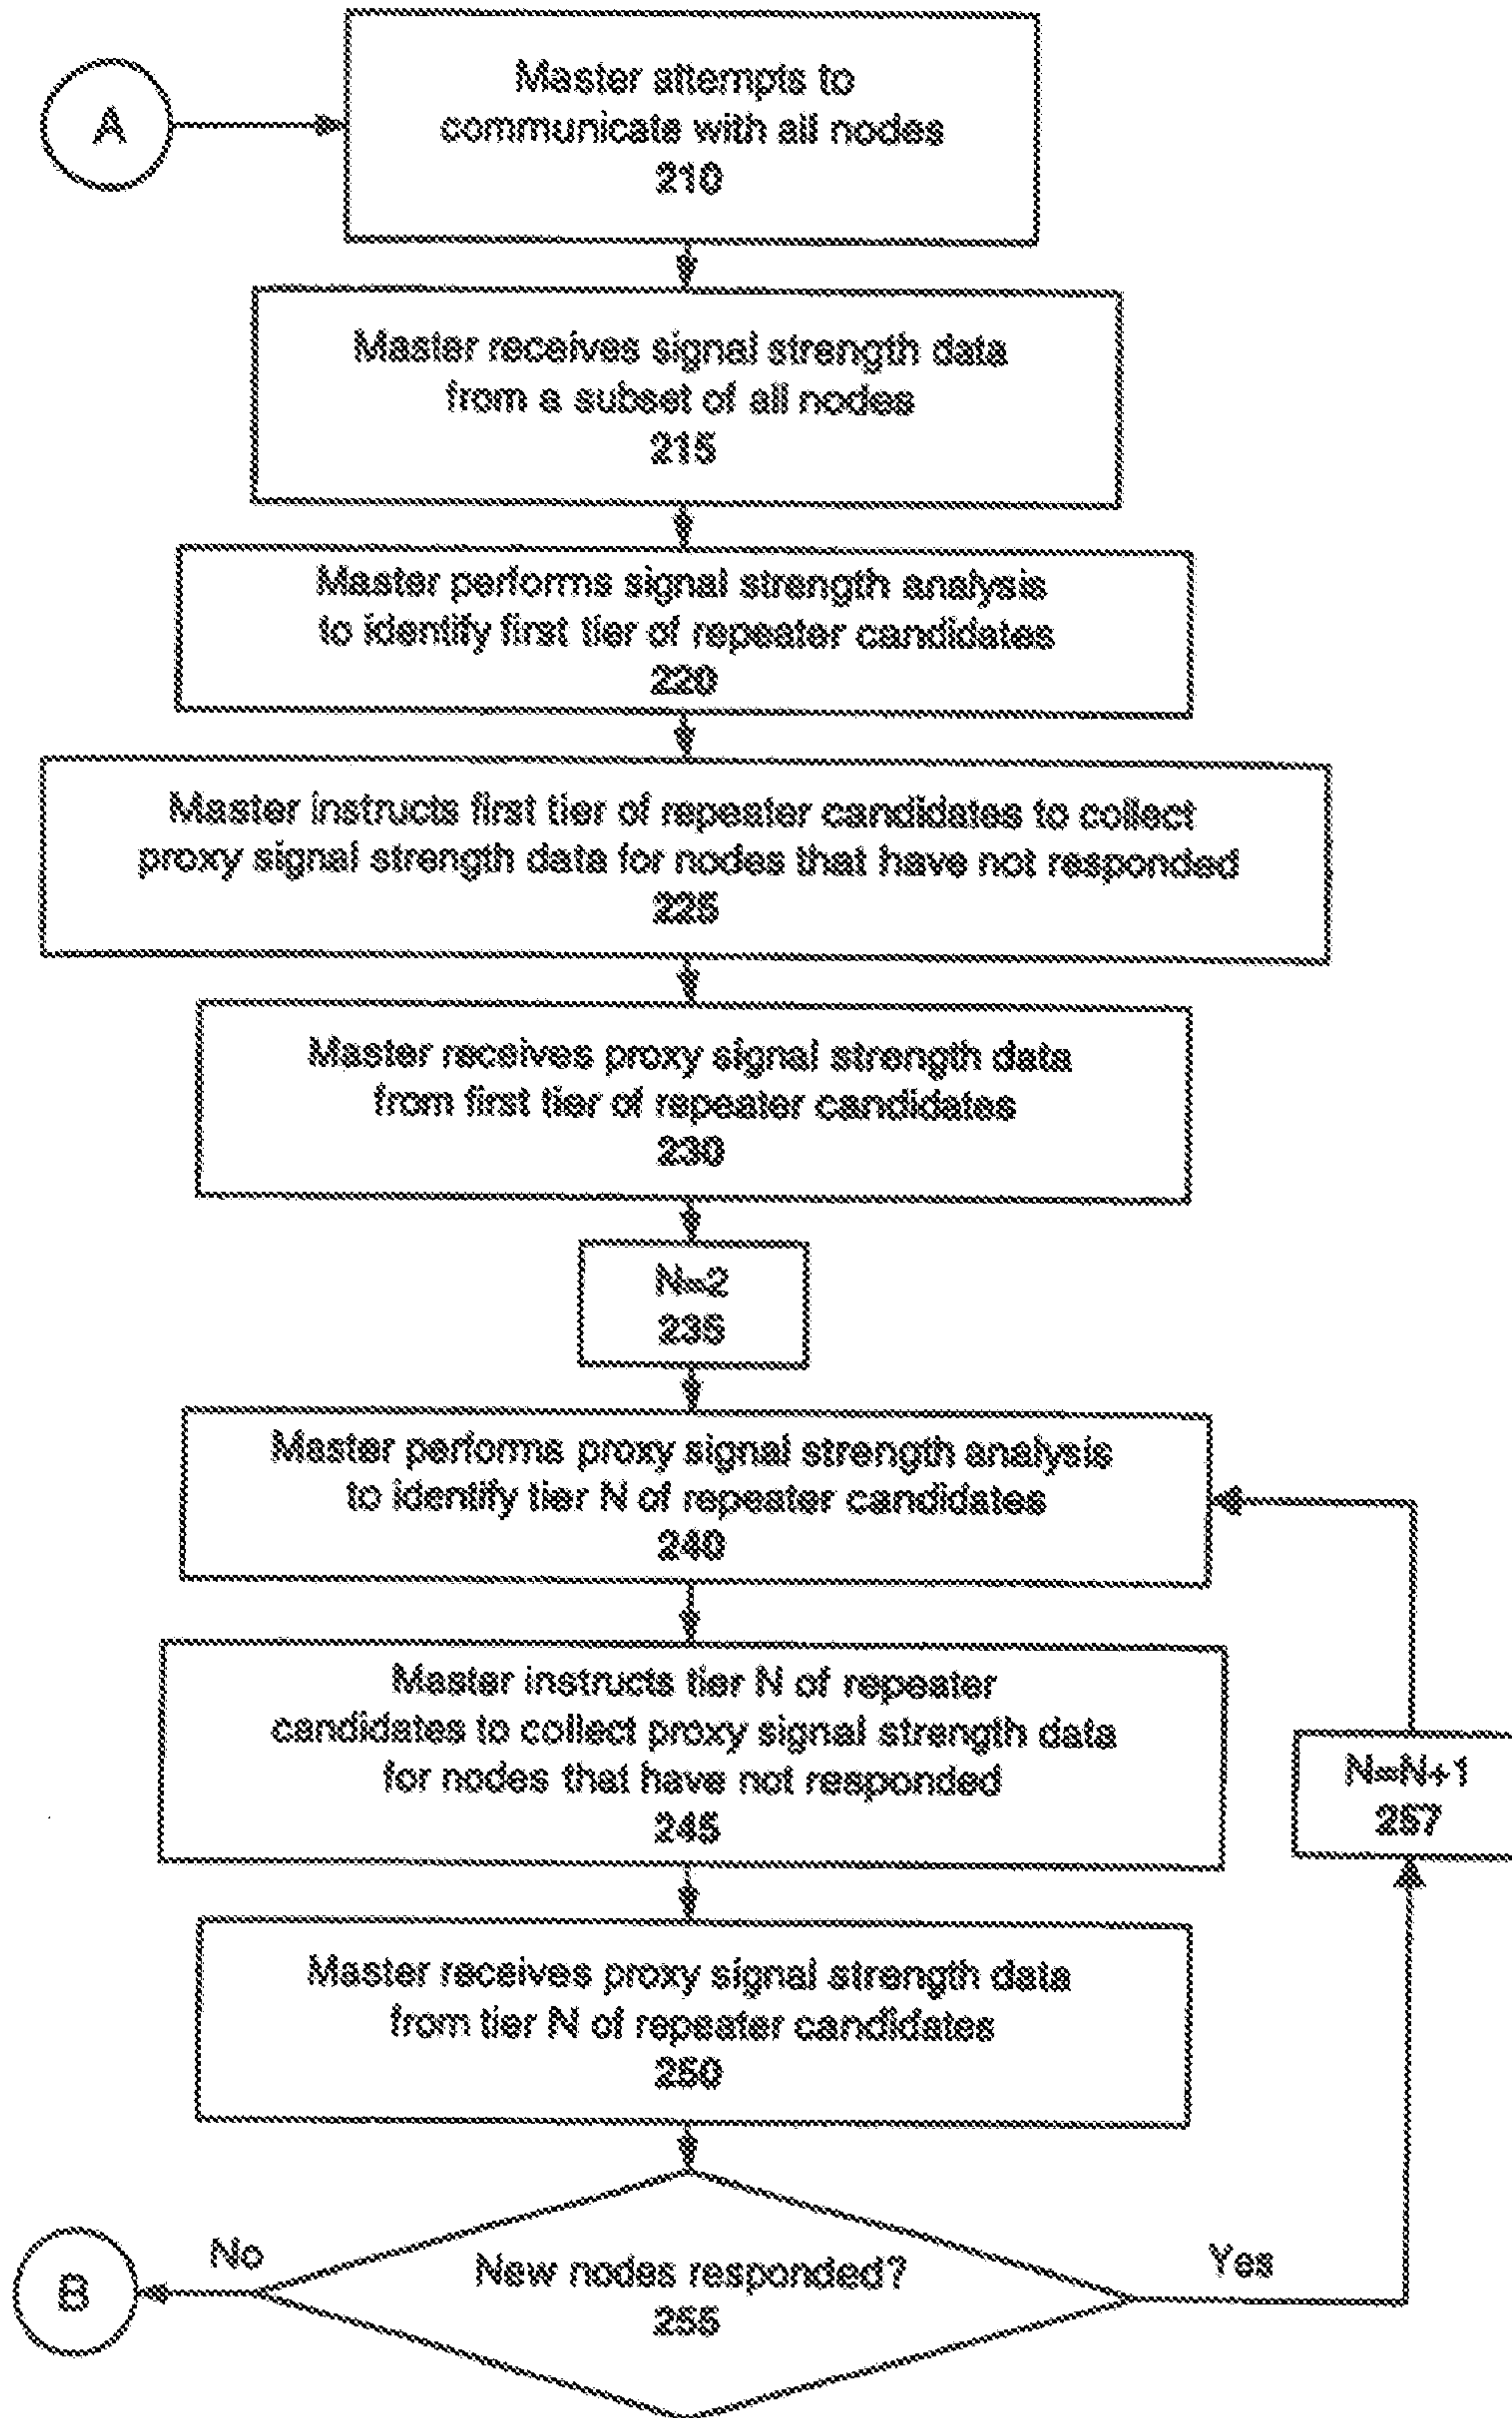 A
Master attempts to
communicate with all nodes
210
Master receives signal strength data
from a subset of all nodes
215
Master performs signal strength analysis
to identify first tier of repeater candidates
220
Master instructs first tier of repeater candidates to collect
proxy signal strength data for nodes that have not responded
225
Master receives proxy signal strength data
from first tier of repeater candidates
230
N=2
235
Master performs proxy signal strength analysis
to identify tier N of repeater candidates
240
Master instructs tier N of repeater
candidates to collect proxy signal strength data
for nodes that have not responded
245
N=N+1
257
Master receives proxy signal strength data
from tier N of repeater candidates
250
No
Yes
B
New nodes responded?
255